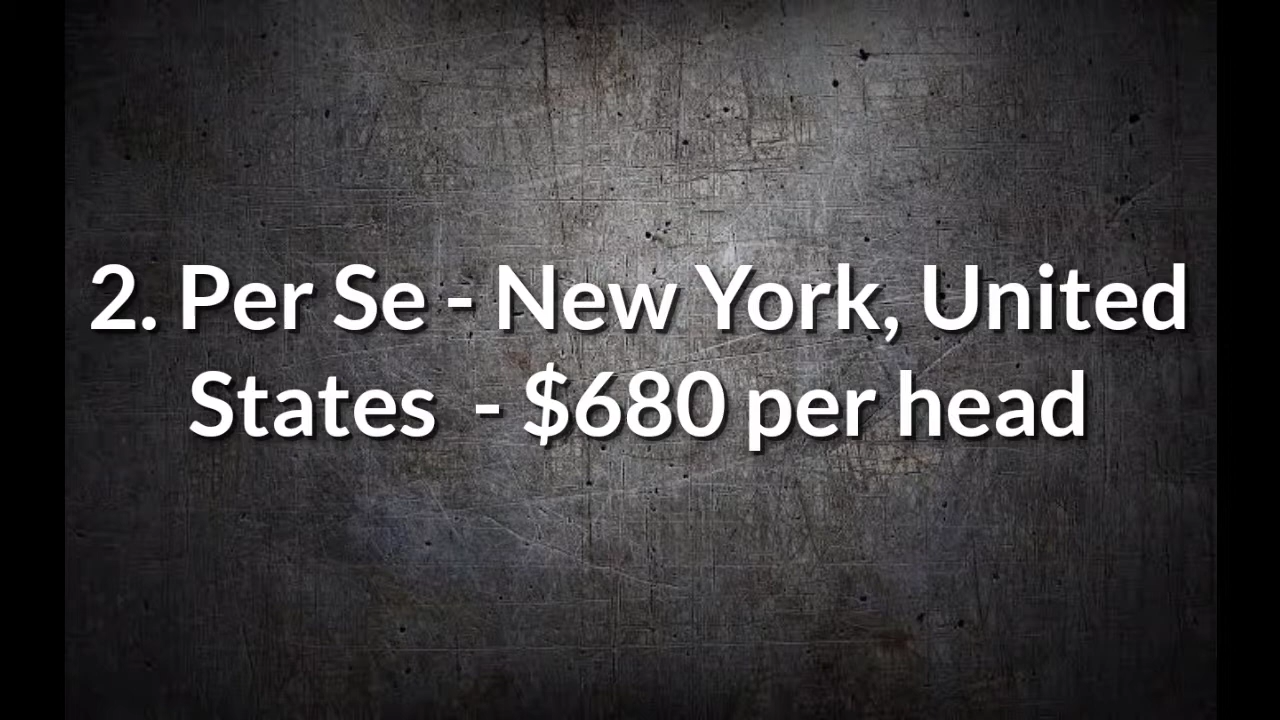 2. Per Se - New York, United
States  - $680 per head